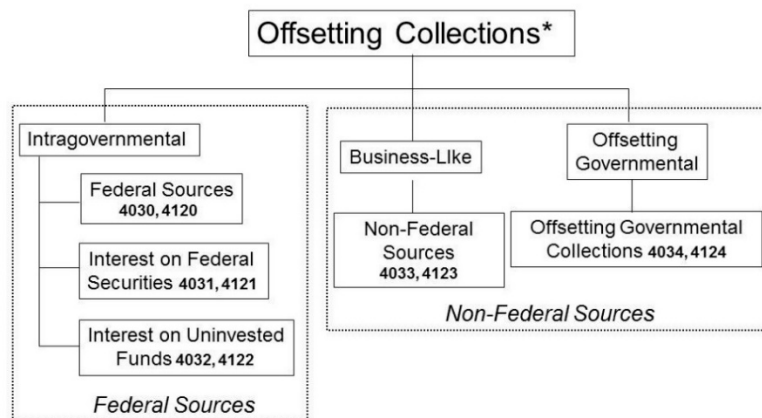 Offsetting Collections*
Intragovernmental
Federal Sources
4030, 4120
Interest on Federal
Securities 4031, 4121
Interest on Uninvested
Funds 4032, 4122
Federal Sources
Business-LIke
Non-Federal
Sources
4033, 4123
Offsetting
Governmental
Offsetting Governmental
Collections 4034, 4124
Non-Federal Sources